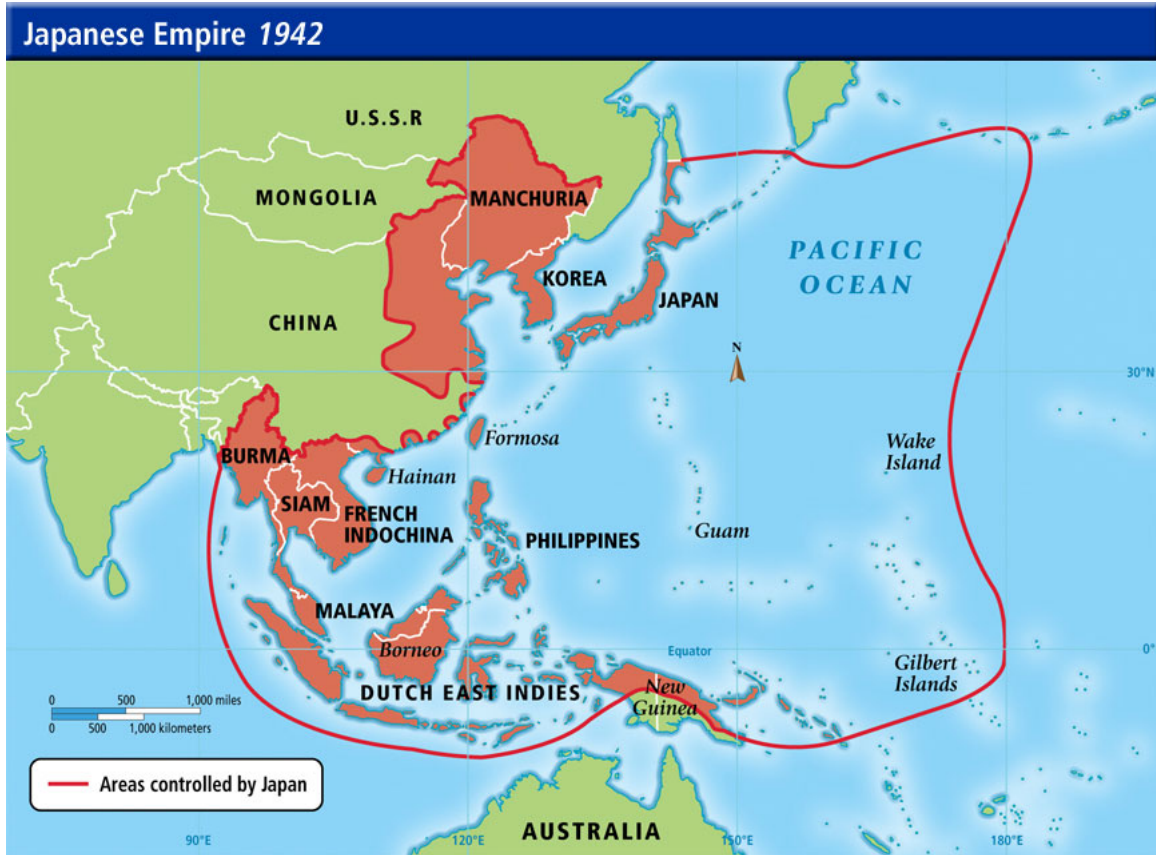 Japanese Empire 1942
U.S.S.R
MONGOLIA
MANCHURIA
PACIFIC
OCEAN
KOREA
JAPAN
CHINA
N
30°N
Formosa
Wake
Island
BURMA
Hainan
SIAM
FRENCH
INDOCHINA
Guam
PHILIPPINES
MALAYA
Borneo
Equator
0°
Gilbert
Islands
DUTCH EAST INDIES
New
Guinea
0 500 1,000 miles
0 500 1,000 kilometers
Areas controlled by Japan
AUSTRALIA
90°E 120°E 150°E 180°E